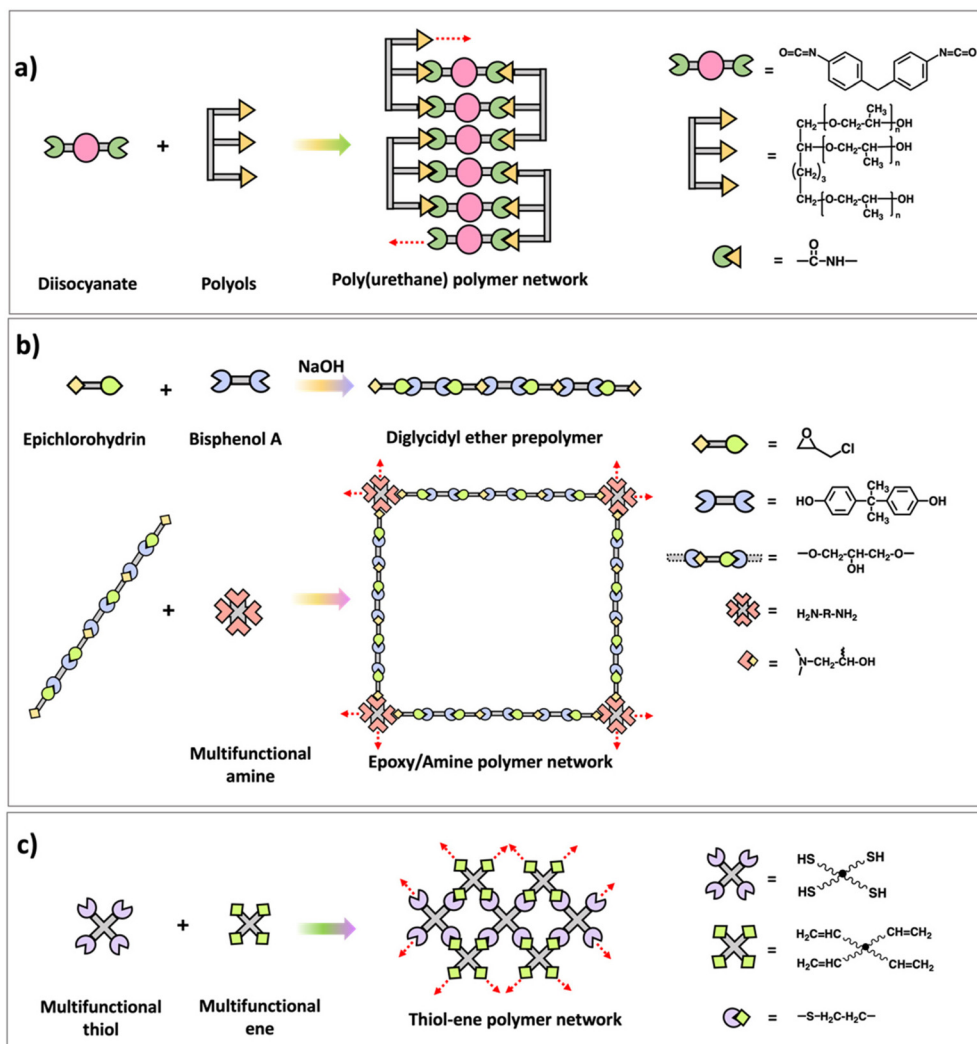 a)
Diisocyanate
+
Polyols
Poly(urethane) polymer network
=
O=C=N
N=C=O
=
CH₃
CH₂—(O-CH₂-CH)n—OH
CH—(O-CH₂-CH)n—OH
CH₃
(CH₂)₃
CH₂—(O-CH₂-CH)n—OH
CH₃
=
O
—C—NH—
b)
Epichlorohydrin
+
Bisphenol A
NaOH
Diglycidyl ether prepolymer
+
Multifunctional
amine
Epoxy/Amine polymer network
=
O
Cl
=
HO
CH₃
CH₃
OH
=
—O-CH₂-CH-CH₂-O—
OH
=
H₂N-R-NH₂
=
N—CH₂-CH-OH
c)
Multifunctional
thiol
+
Multifunctional
ene
Thiol-ene polymer network
=
HS
SH
HS
SH
=
H₂C=HC
CH=CH₂
H₂C=HC
CH=CH₂
=
—S-CH₂-CH₂—